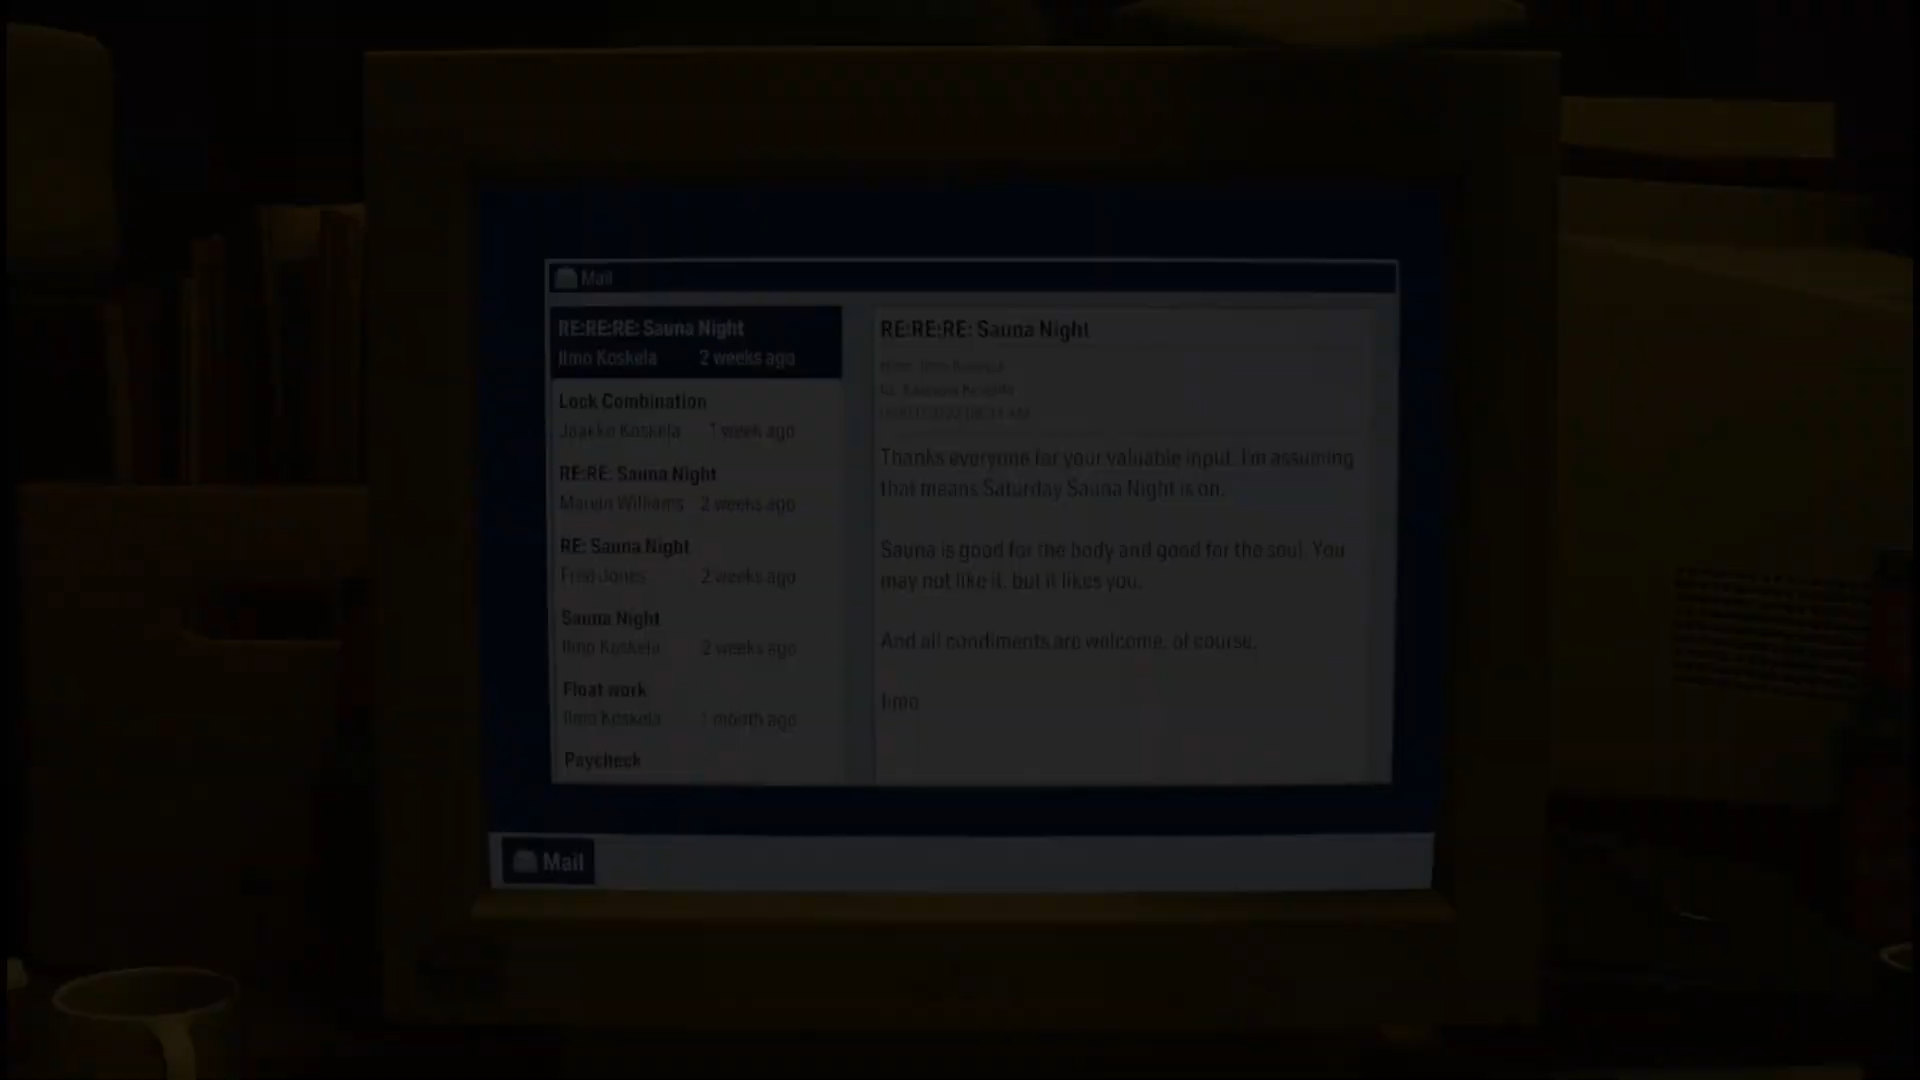 Mail
RE:RE:RE: Sauna Night
Ilmo Koskela 2 weeks ago
Lock Combination
Jaakko Koskela 1 week ago
RE:RE: Sauna Night
Marvin Williams 2 weeks ago
RE: Sauna Night
Fred Jones 2 weeks ago
Sauna Night
Ilmo Koskela 2 weeks ago
Float work
Ilmo Koskela 1 month ago
Paycheck
RE:RE:RE: Sauna Night
From: Ilmo Koskela
Thanks everyone for your valuable input. I'm assuming
that means Saturday Sauna Night is on.
Sauna is good for the body and good for the soul. You
may not like it, but it likes you.
And all condiments are welcome, of course.
Ilmo
Mail